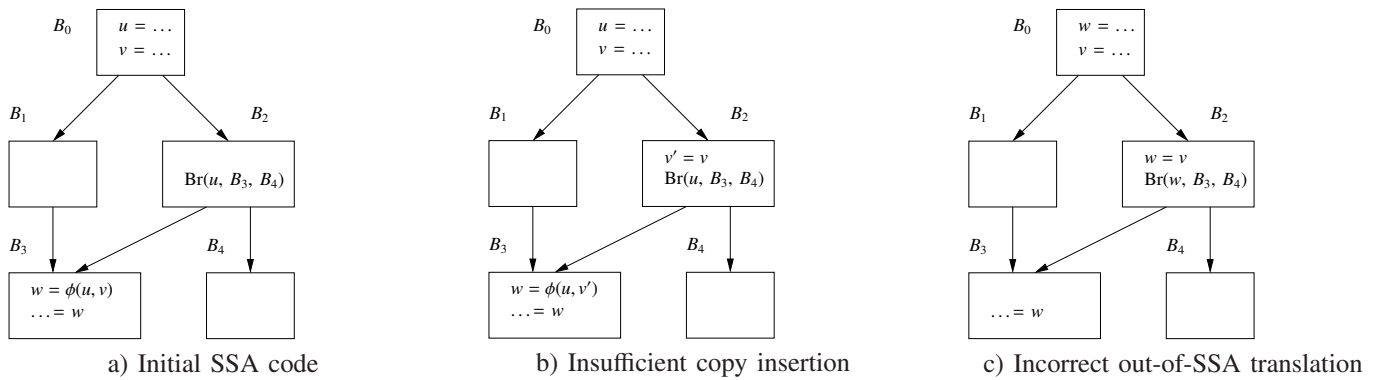 B0
u = …
v = …
B1
B2
Br(u, B3, B4)
B3
B4
w = ϕ(u, v)
… = w
a) Initial SSA code
B0
u = …
v = …
B1
B2
v′ = v
Br(u, B3, B4)
B3
B4
w = ϕ(u, v′)
… = w
b) Insufficient copy insertion
B0
w = …
v = …
B1
B2
w = v
Br(w, B3, B4)
B3
B4
… = w
c) Incorrect out-of-SSA translation